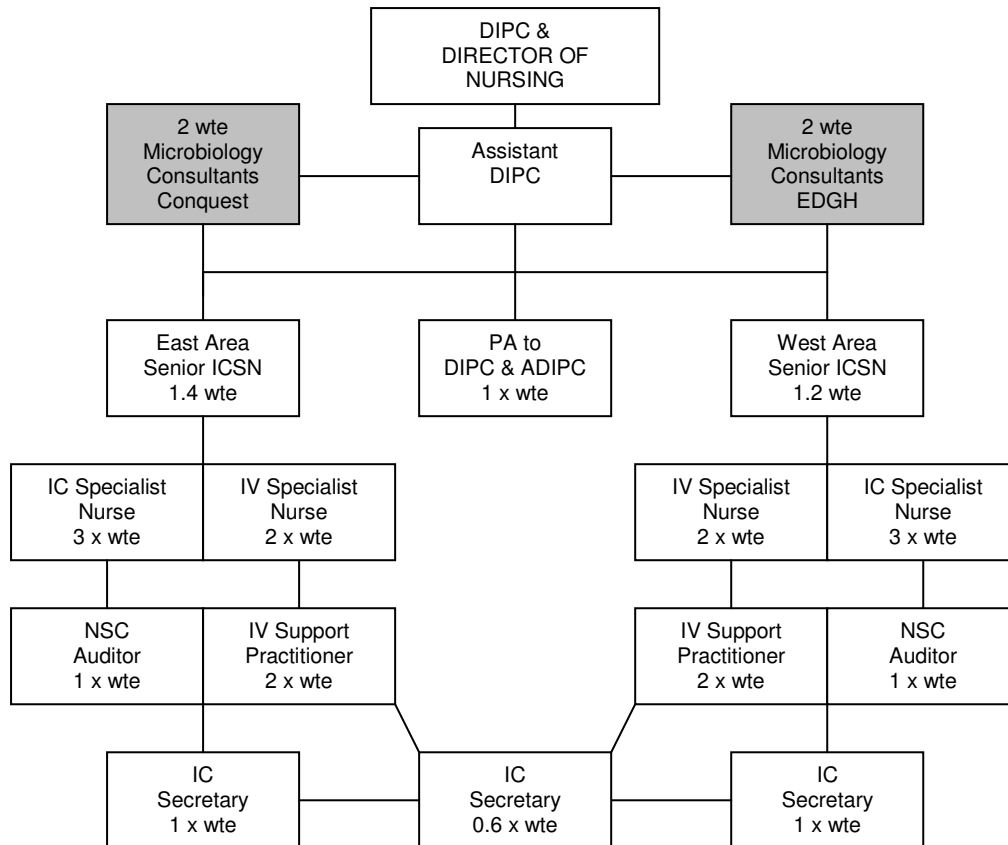 DIPC &
DIRECTOR OF
NURSING
2 wte
Microbiology
Consultants
Conquest
Assistant
DIPC
2 wte
Microbiology
Consultants
EDGH
East Area
Senior ICSN
1.4 wte
PA to
DIPC & ADIPC
1 x wte
West Area
Senior ICSN
1.2 wte
IC Specialist
Nurse
3 x wte
IV Specialist
Nurse
2 x wte
IV Specialist
Nurse
2 x wte
IC Specialist
Nurse
3 x wte
NSC
Auditor
1 x wte
IV Support
Practitioner
2 x wte
IV Support
Practitioner
2 x wte
NSC
Auditor
1 x wte
IC
Secretary
1 x wte
IC
Secretary
0.6 x wte
IC
Secretary
1 x wte